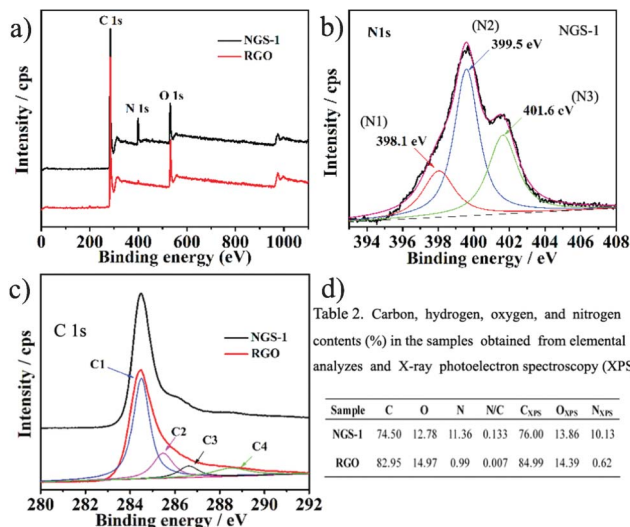 a)
C 1s
NGS-1
RGO
N 1s
O 1s
Intensity / cps
0 200 400 600 800 1000
Binding energy (eV)
b)
N1s
(N2)
399.5 eV
NGS-1
(N1)
398.1 eV
401.6 eV
(N3)
Intensity / cps
394 396 398 400 402 404 406 408
Binding energy / eV
c)
C 1s
NGS-1
RGO
C1
C2
C3
C4
Intensity / cps
280 282 284 286 288 290 292
Binding energy / eV
d)
Table 2. Carbon, hydrogen, oxygen, and nitrogen
contents (%) in the samples obtained from elemental
analyzes and X-ray photoelectron spectroscopy (XPS
Sample C O N N/C CXPS OXPS NXPS
NGS-1 74.50 12.78 11.36 0.133 76.00 13.86 10.13
RGO 82.95 14.97 0.99 0.007 84.99 14.39 0.62